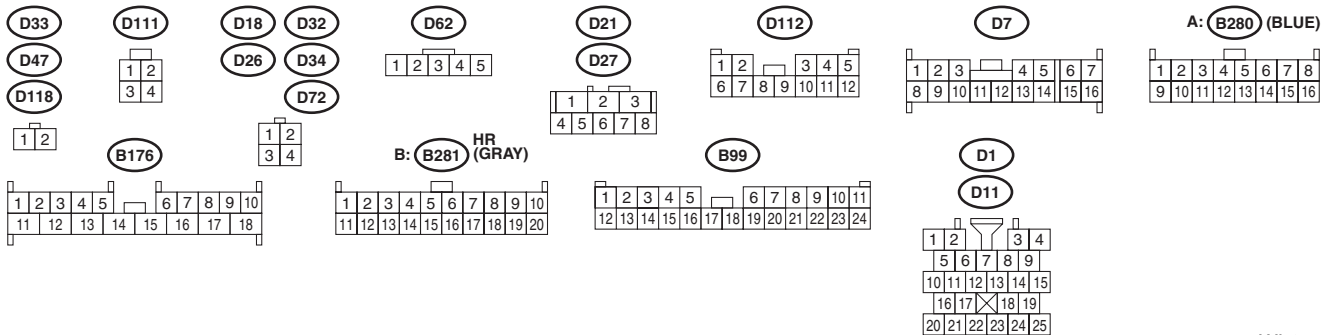 D33 D111 D18 D32 D62 D21 D112 D7 A: B280 (BLUE)
D47 D26 D34 D27
D118 D72
1 2
3 4
1 2 3 4 5
1 2 3
4 5 6 7 8
1 2 3 4 5
6 7 8 9 10 11 12
1 2 3 4 5 6 7
8 9 10 11 12 13 14 15 16
1 2 3 4 5 6 7 8
9 10 11 12 13 14 15 16
1 2
1 2
3 4
B176 B: B281 HR (GRAY) B99 D1
D11
1 2 3 4 5 6 7 8 9 10
11 12 13 14 15 16 17 18
1 2 3 4 5 6 7 8 9 10
11 12 13 14 15 16 17 18 19 20
1 2 3 4 5 6 7 8 9 10 11
12 13 14 15 16 17 18 19 20 21 22 23 24
1 2 3 4
5 6 7 8 9
10 11 12 13 14 15
16 17 18 19
20 21 22 23 24 25